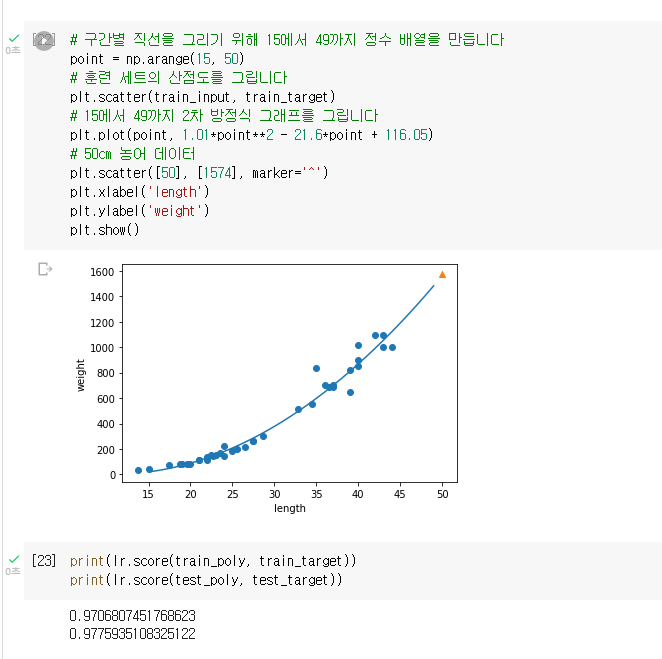 # 구간별 직선을 그리기 위해 15에서 49까지 정수 배열을 만듭니다
0초
point = np.arange(15, 50)
# 훈련 세트의 산점도를 그립니다
plt.scatter(train_input, train_target)
# 15에서 49까지 2차 방정식 그래프를 그립니다
plt.plot(point, 1.01*point**2 - 21.6*point + 116.05)
# 50cm 농어 데이터
plt.scatter([50], [1574], marker='^')
plt.xlabel('length')
plt.ylabel('weight')
plt.show()
1600
1400
1200
1000
800
600
400
200
0
weight
15 20 25 30 35 40 45 50
length
[23] print(lr.score(train_poly, train_target))
0초 print(lr.score(test_poly, test_target))
0.9706807451768623
0.9775935108325122